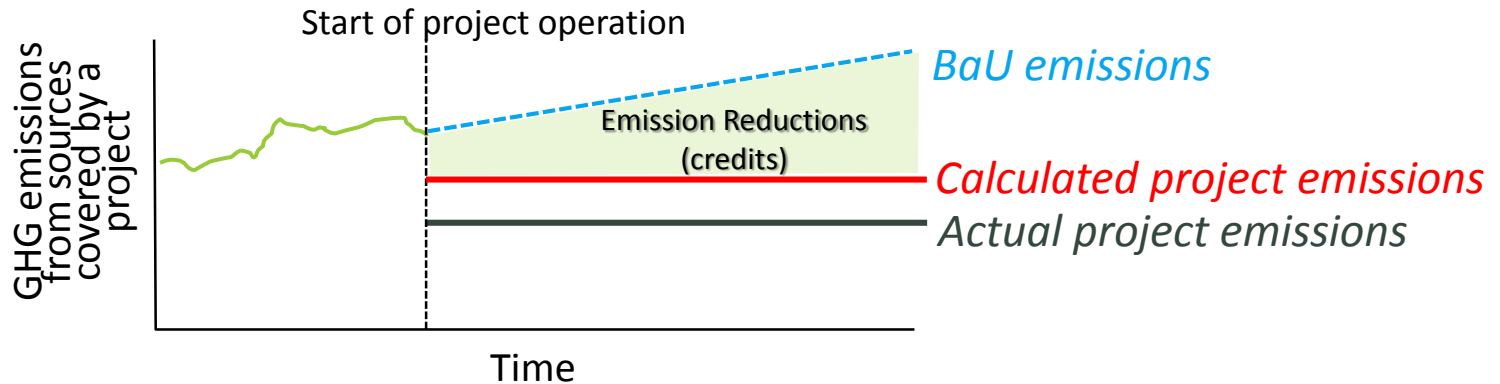 Start of project operation
GHG emissions
from sources
covered by a
project
BaU emissions
Emission Reductions
(credits)
Calculated project emissions
Actual project emissions
Time